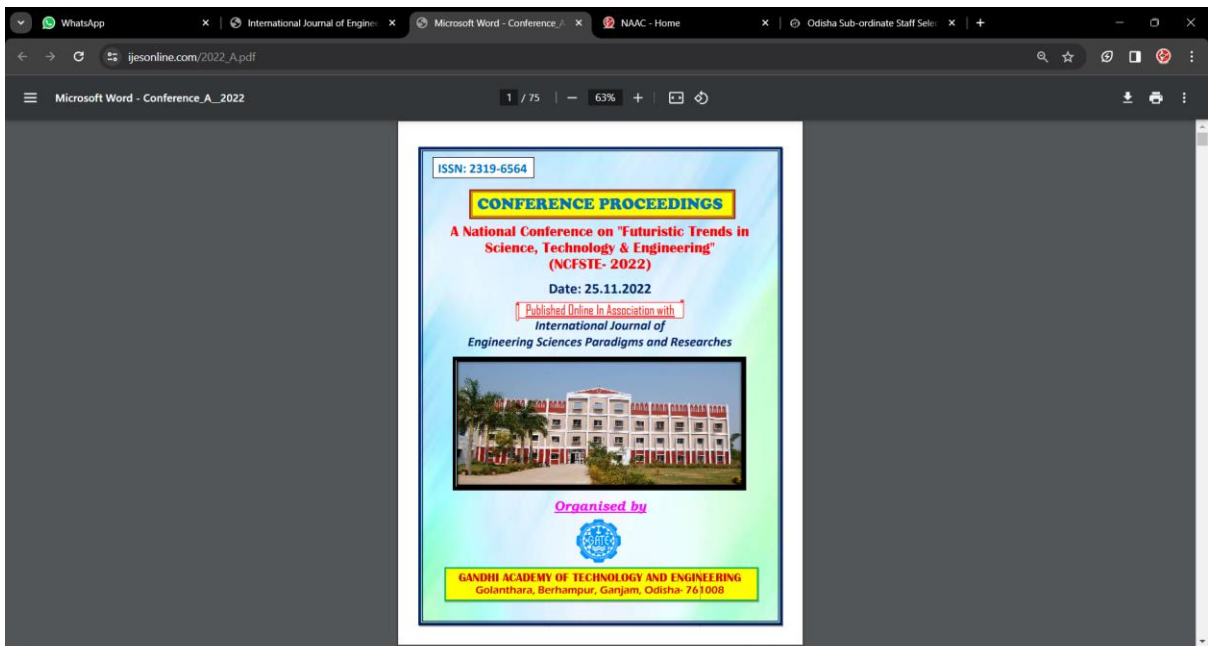 WhatsApp
International Journal of Engine
Microsoft Word - Conference_A
NAAC - Home
Odisha Sub-ordinate Staff Selec
ijesonline.com/2022_A.pdf
Microsoft Word - Conference_A__2022
1 / 75
63%
ISSN: 2319-6564
CONFERENCE PROCEEDINGS
A National Conference on "Futuristic Trends in
Science, Technology & Engineering"
(NCFSTE- 2022)
Date: 25.11.2022
Published Online In Association with
International Journal of
Engineering Sciences Paradigms and Researches
Organised by
GATE
GANDHI ACADEMY OF TECHNOLOGY AND ENGINEERING
Golanthara, Berhampur, Ganjam, Odisha- 761008